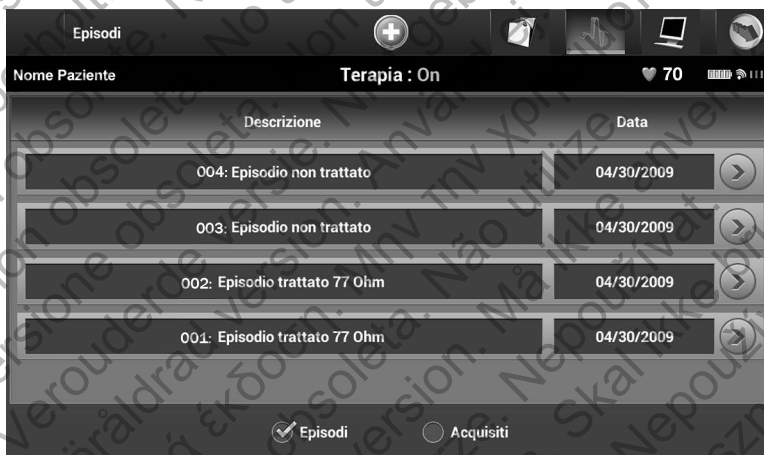 Episodi
Nome Paziente Terapia : On 70
Descrizione Data
004: Episodio non trattato 04/30/2009
003: Episodio non trattato 04/30/2009
002: Episodio trattato 77 Ohm 04/30/2009
001: Episodio trattato 77 Ohm 04/30/2009
Episodi Acquisiti